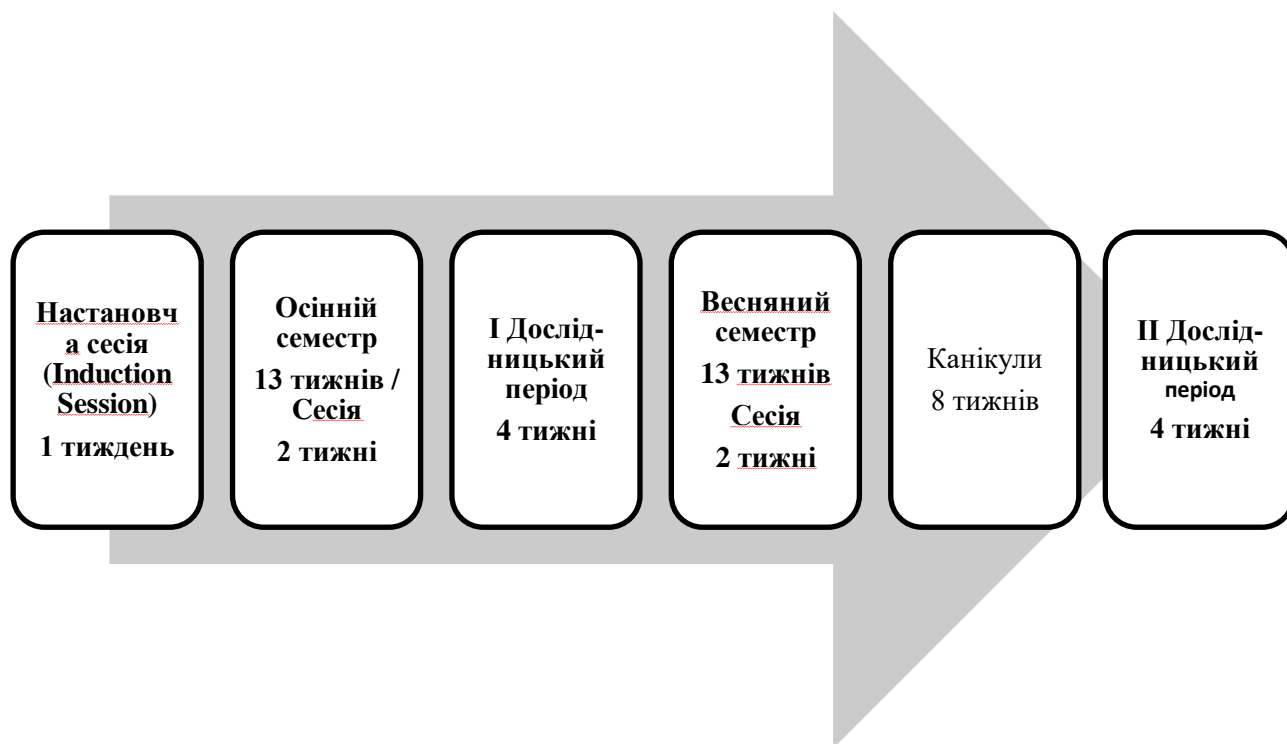 Настановч
а сесія
(Induction
Session)
1 тиждень
Осінній
семестр
13 тижнів /
Сесія
2 тижні
І Дослід-
ницький
період
4 тижні
Весняний
семестр
13 тижнів
Сесія
2 тижні
Канікули
8 тижнів
ІІ Дослід-
ницький
період
4 тижні